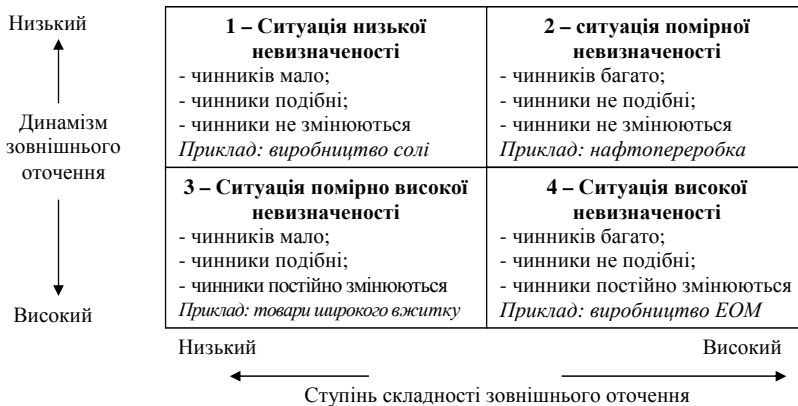 Низький
Динамізм
зовнішнього
оточення
Високий
1 – Ситуація низької
невизначеності
- чинників мало;
- чинники подібні;
- чинники не змінюються
Приклад: виробництво солі
2 – ситуація помірної
невизначеності
- чинників багато;
- чинники не подібні;
- чинники не змінюються
Приклад: нафтопереробка
3 – Ситуація помірно високої
невизначеності
- чинників мало;
- чинники подібні;
- чинники постійно змінюються
Приклад: товари широкого вжитку
4 – Ситуація високої
невизначеності
- чинників багато;
- чинники не подібні;
- чинники постійно змінюються
Приклад: виробництво ЕОМ
Низький
Високий
Ступінь складності зовнішнього оточення